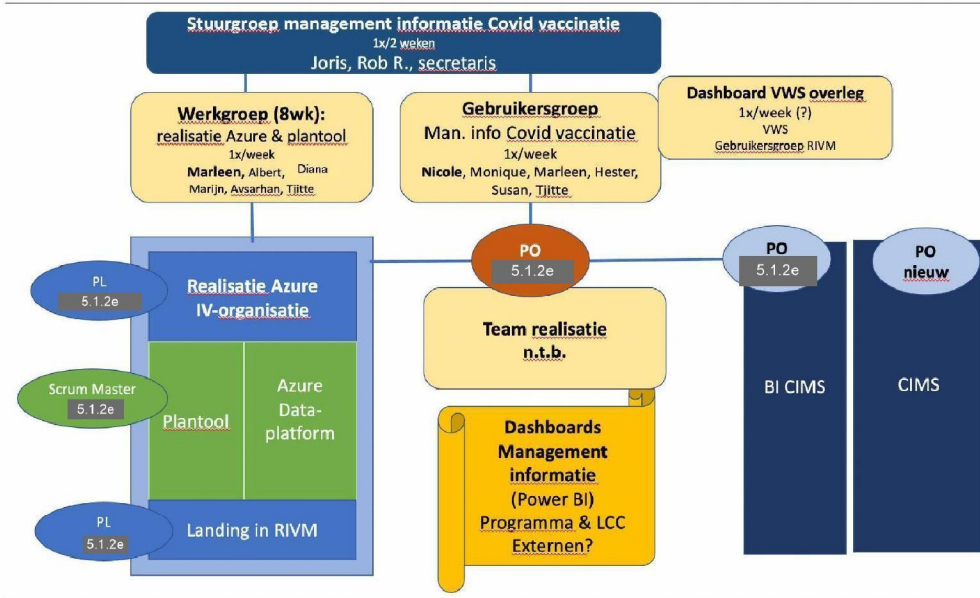 Stuurgroep management informatie Covid vaccinatie
1x/2 weken
Joris, Rob R., secretaris
Werkgroep (8wk):
realisatie Azure & plantool
1x/week
Marleen, Albert, Diana
Marijn, Avsarhan, Tjitte
Gebruikersgroep
Man. info Covid vaccinatie
1x/week
Nicole, Monique, Marleen, Hester,
Susan, Tjitte
Dashboard VWS overleg
1x/week (?)
VWS
Gebruikersgroep RIVM
PL
5.1.2e
Realisatie Azure
IV-organisatie
Scrum Master
5.1.2e
Plantool
Azure
Data-
platform
PL
5.1.2e
Landing in RIVM
PO
5.1.2e
Team realisatie
n.t.b.
Dashboards
Management
informatie
(Power BI)
Programma & LCC
Externen?
PO
5.1.2e
BI CIMS
PO
nieuw
CIMS